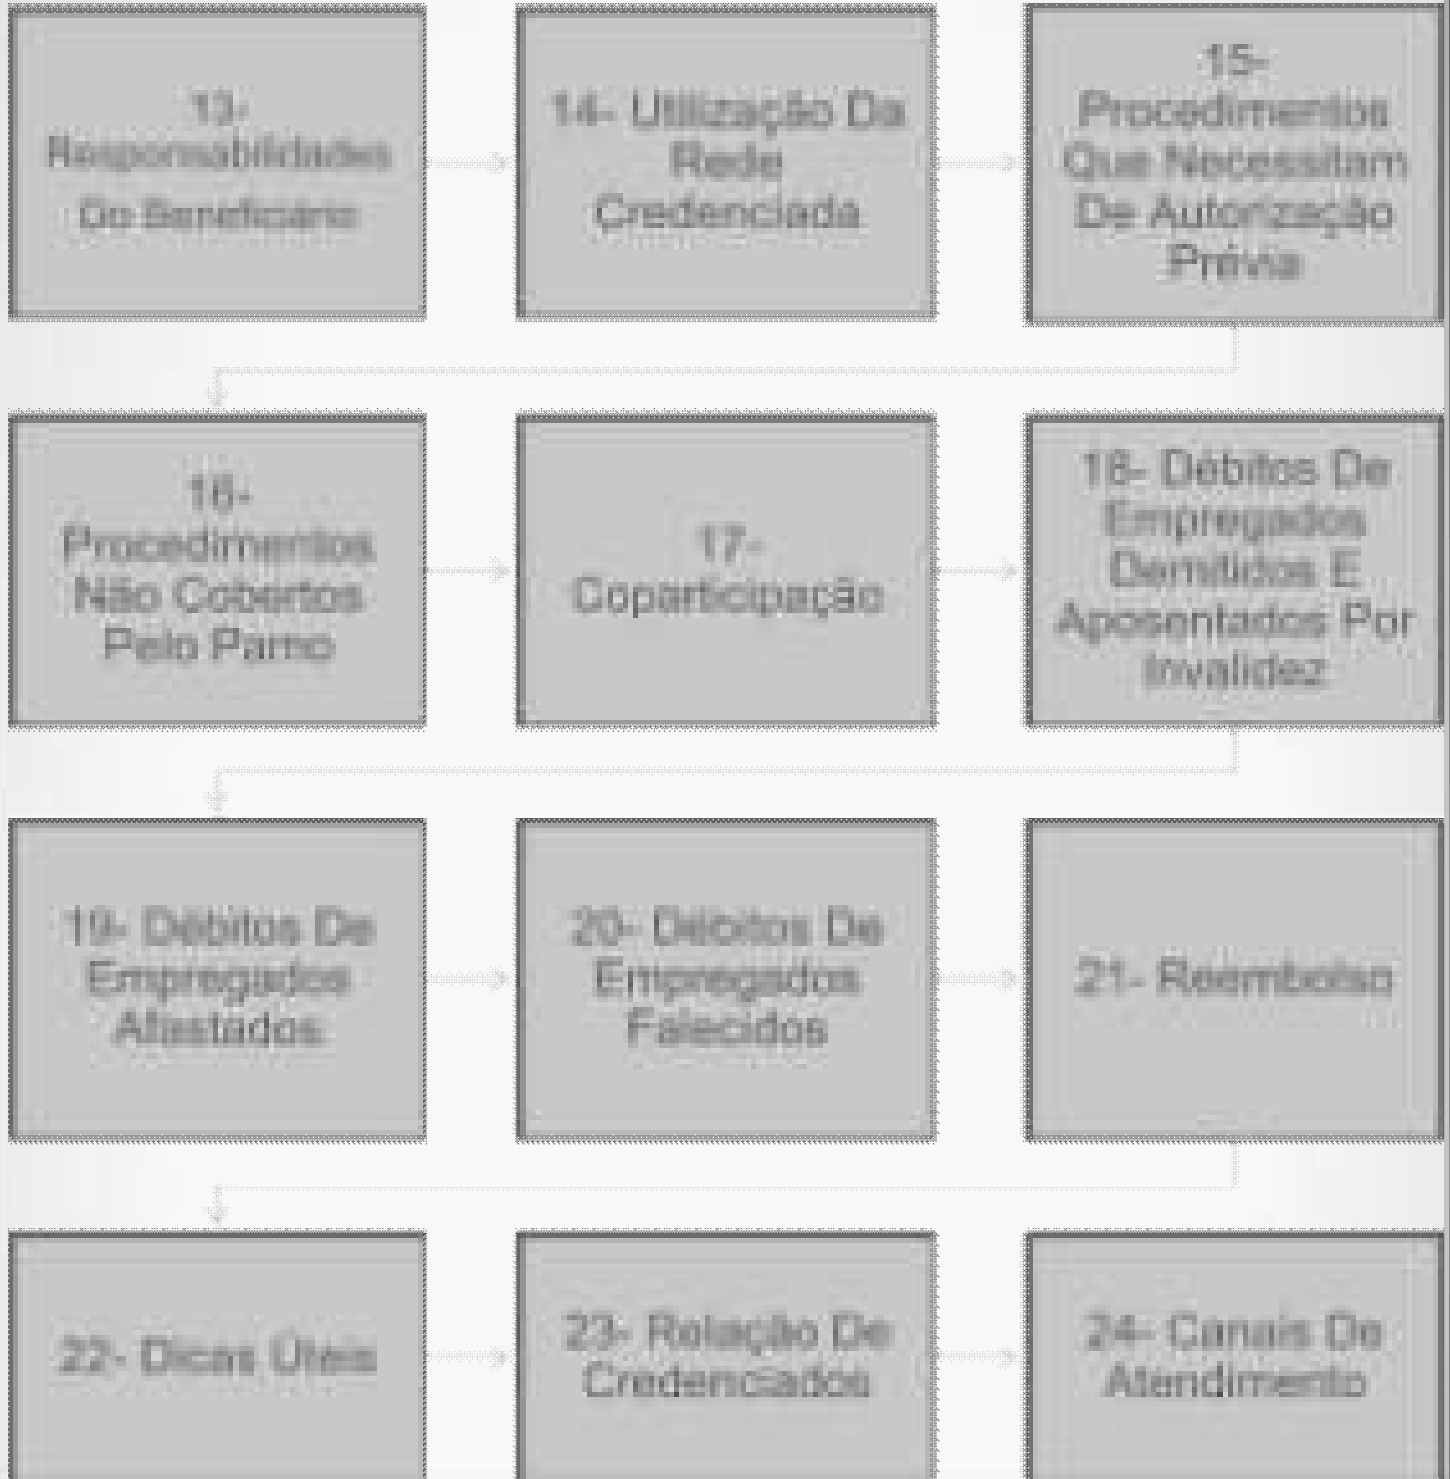 13-
Responsabilidades
Do Beneficiário
14- Utilização Da
Rede
Credenciada
15-
Procedimentos
Que Necessitam
De Autorização
Prévia
16-
Procedimentos
Não Cobertos
Pelo Pamo
17-
Coparticipação
18- Débitos De
Empregados
Demitidos E
Aposentados Por
Invalidez
19- Débitos De
Empregados
Afastados
20- Débitos De
Empregados
Falecidos
21- Reembolso
22- Dicas Úteis
23- Relação De
Credenciados
24- Canais De
Atendimento